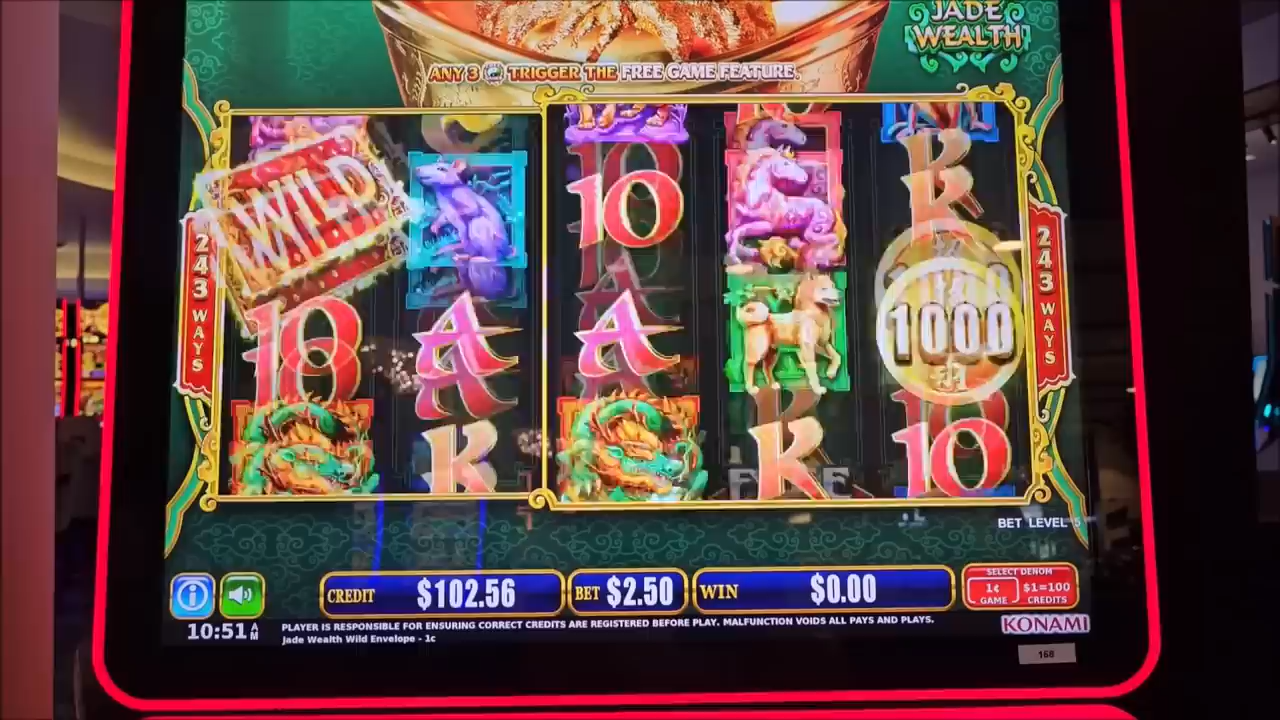 JADE
WEALTH
ANY 3 TRIGGER THE FREE GAME FEATURE.
WILD
10
K
243 WAYS
243 WAYS
1000
10
A
A
K
K
10
BET LEVEL 5
CREDIT $102.56
BET $2.50
WIN $0.00
SELECT DENOM
1¢ GAME
$1=100 CREDITS
10:51 AM
PLAYER IS RESPONSIBLE FOR ENSURING CORRECT CREDITS ARE REGISTERED BEFORE PLAY. MALFUNCTION VOIDS ALL PAYS AND PLAYS.
Jade Wealth Wild Envelope - 1c
KONAMI
168